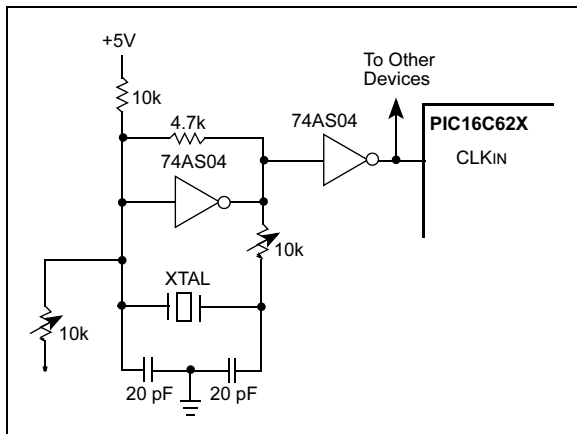 +5V
10k
4.7k
74AS04
74AS04
To Other
Devices
PIC16C62X
CLKIN
10k
XTAL
10k
20 pF
20 pF